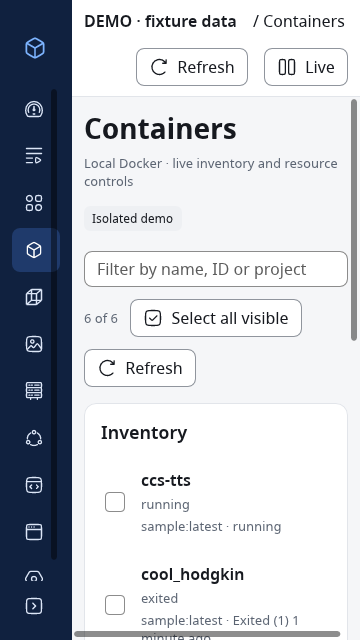 DEMO · fixture data / Containers
Refresh
Live
Containers
Local Docker · live inventory and resource
controls
Isolated demo
Filter by name, ID or project
6 of 6
Select all visible
Refresh
Inventory
ccs-tts
running
sample:latest · running
cool_hodgkin
exited
sample:latest · Exited (1) 1
minute ago